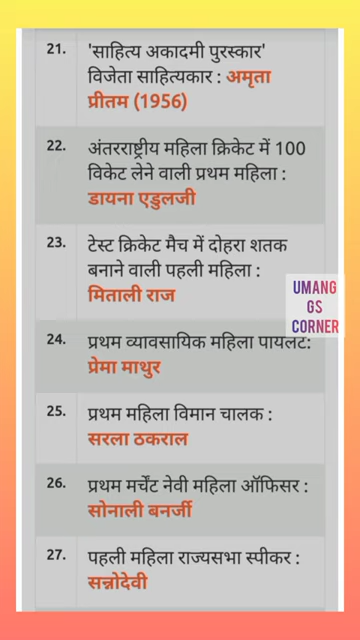 21. 'साहित्य अकादमी पुरस्कार'
विजेता साहित्यकार : अमृता
प्रीतम (1956)
22. अंतरराष्ट्रीय महिला क्रिकेट में 100
विकेट लेने वाली प्रथम महिला :
डायना एडुलजी
23. टेस्ट क्रिकेट मैच में दोहरा शतक
बनाने वाली पहली महिला :
मिताली राज
UMANG
GS
CORNER
24. प्रथम व्यावसायिक महिला पायलट:
प्रेमा माथुर
25. प्रथम महिला विमान चालक :
सरला ठकराल
26. प्रथम मर्चेंट नेवी महिला ऑफिसर :
सोनाली बनर्जी
27. पहली महिला राज्यसभा स्पीकर :
सन्नोदेवी